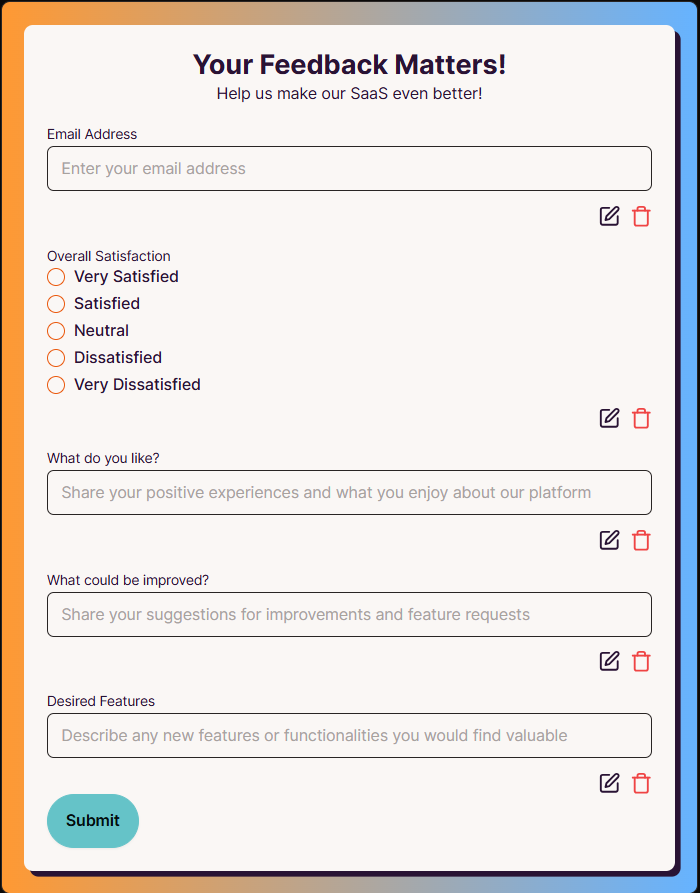 Your Feedback Matters!
Help us make our SaaS even better!
Email Address
Enter your email address
Overall Satisfaction
Very Satisfied
Satisfied
Neutral
Dissatisfied
Very Dissatisfied
What do you like?
Share your positive experiences and what you enjoy about our platform
What could be improved?
Share your suggestions for improvements and feature requests
Desired Features
Describe any new features or functionalities you would find valuable
Submit